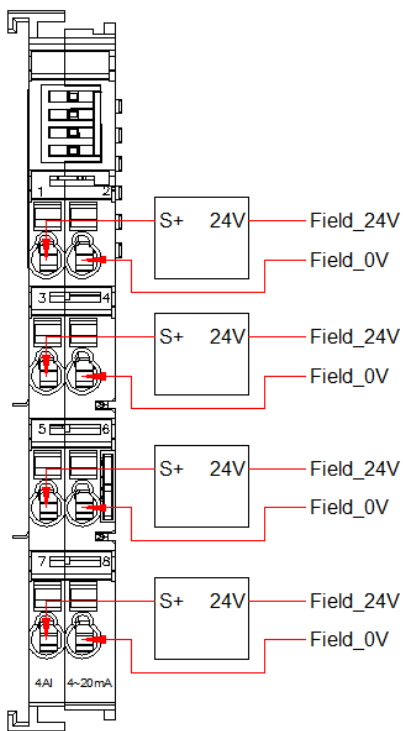 1 2
S+ 24V Field_24V
Field_0V
3 4
S+ 24V Field_24V
Field_0V
5 6
S+ 24V Field_24V
Field_0V
7 8
S+ 24V Field_24V
Field_0V
4AI 4~20mA